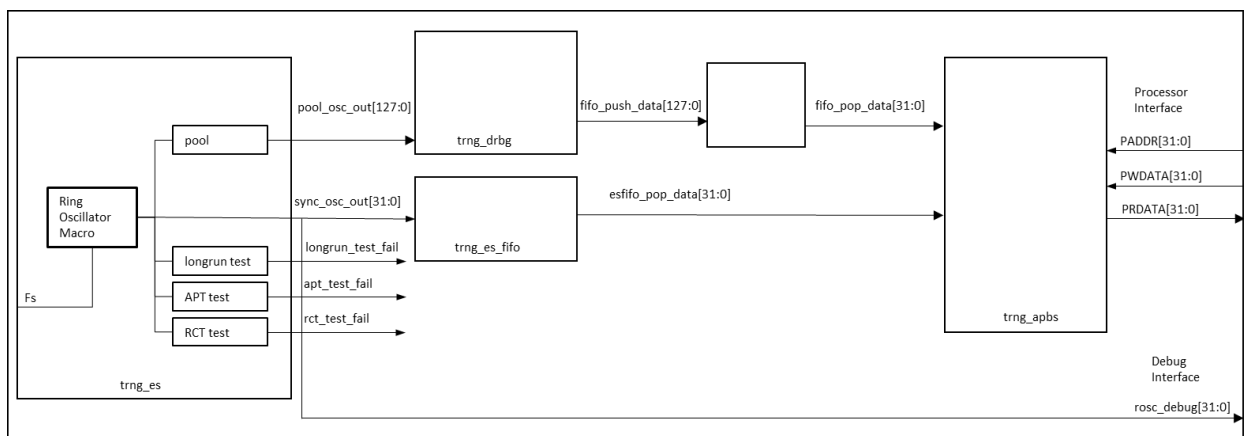 pool_osc_out[127:0]
fifo_push_data[127:0]
fifo_pop_data[31:0]
Processor
Interface
pool
trng_drbg
PADDR[31:0]
PWDATA[31:0]
Ring
Oscillator
Macro
sync_osc_out[31:0]
esfifo_pop_data[31:0]
PRDATA[31:0]
longrun test
longrun_test_fail
trng_es_fifo
Fs
APT test
apt_test_fail
RCT test
rct_test_fail
trng_apbs
trng_es
Debug
Interface
rosc_debug[31:0]